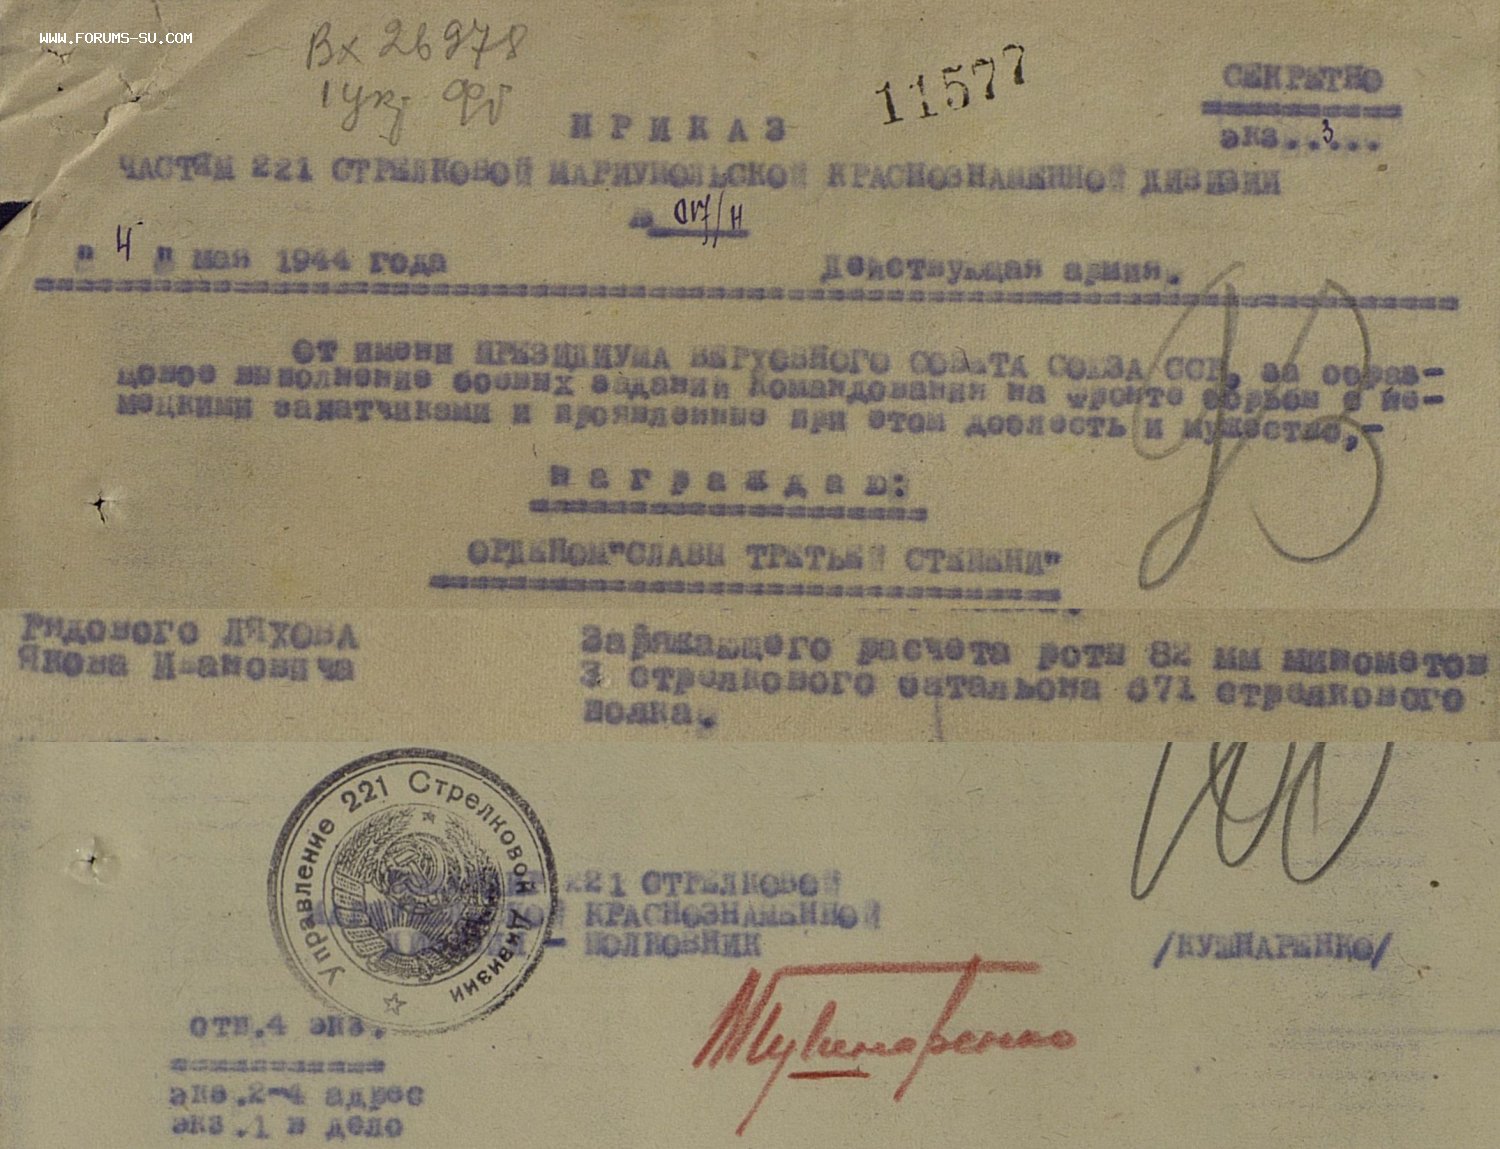 WWW.FORUMS-SU.COM
Вх 26978
11577
СЕКРЕТНО
экз..3...
П Р И К А З
ЧАСТЯМ 221 СТРЕЛКОВОЙ МАРИУПОЛЬСКОЙ КРАСНОЗНАМЕННОЙ ДИВИЗИИ
№ 017/Н
" 4 " мая 1944 года Действующая армия.
От имени ПРЕЗИДИУМА ВЕРХОВНОГО СОВЕТА СОЮЗА ССР, за образ-
цовое выполнение боевых заданий Командования на фронте борьбы с не-
мецкими захватчиками и проявленные при этом доблесть и мужество,-
н а г р а ж д а ю:
ОРДЕНОМ"СЛАВЫ ТРЕТЬЕЙ СТЕПЕНИ"
Рядового ЛЯХОВА
Якова Ивановича
Заряжающего расчета роты 82 мм минометов
3 стрелкового батальона 671 стрелкового
полка.
Управление 221 Стрелковой Дивизии
221 СТРЕЛКОВОЙ
КРАСНОЗНАМЕННОЙ
ДИВИЗИИ - ПОЛКОВНИК
/КУШНАРЕНКО/
Кушнаренко
отп.4 экз.
экз.2-4 адрес
экз.1 в дело